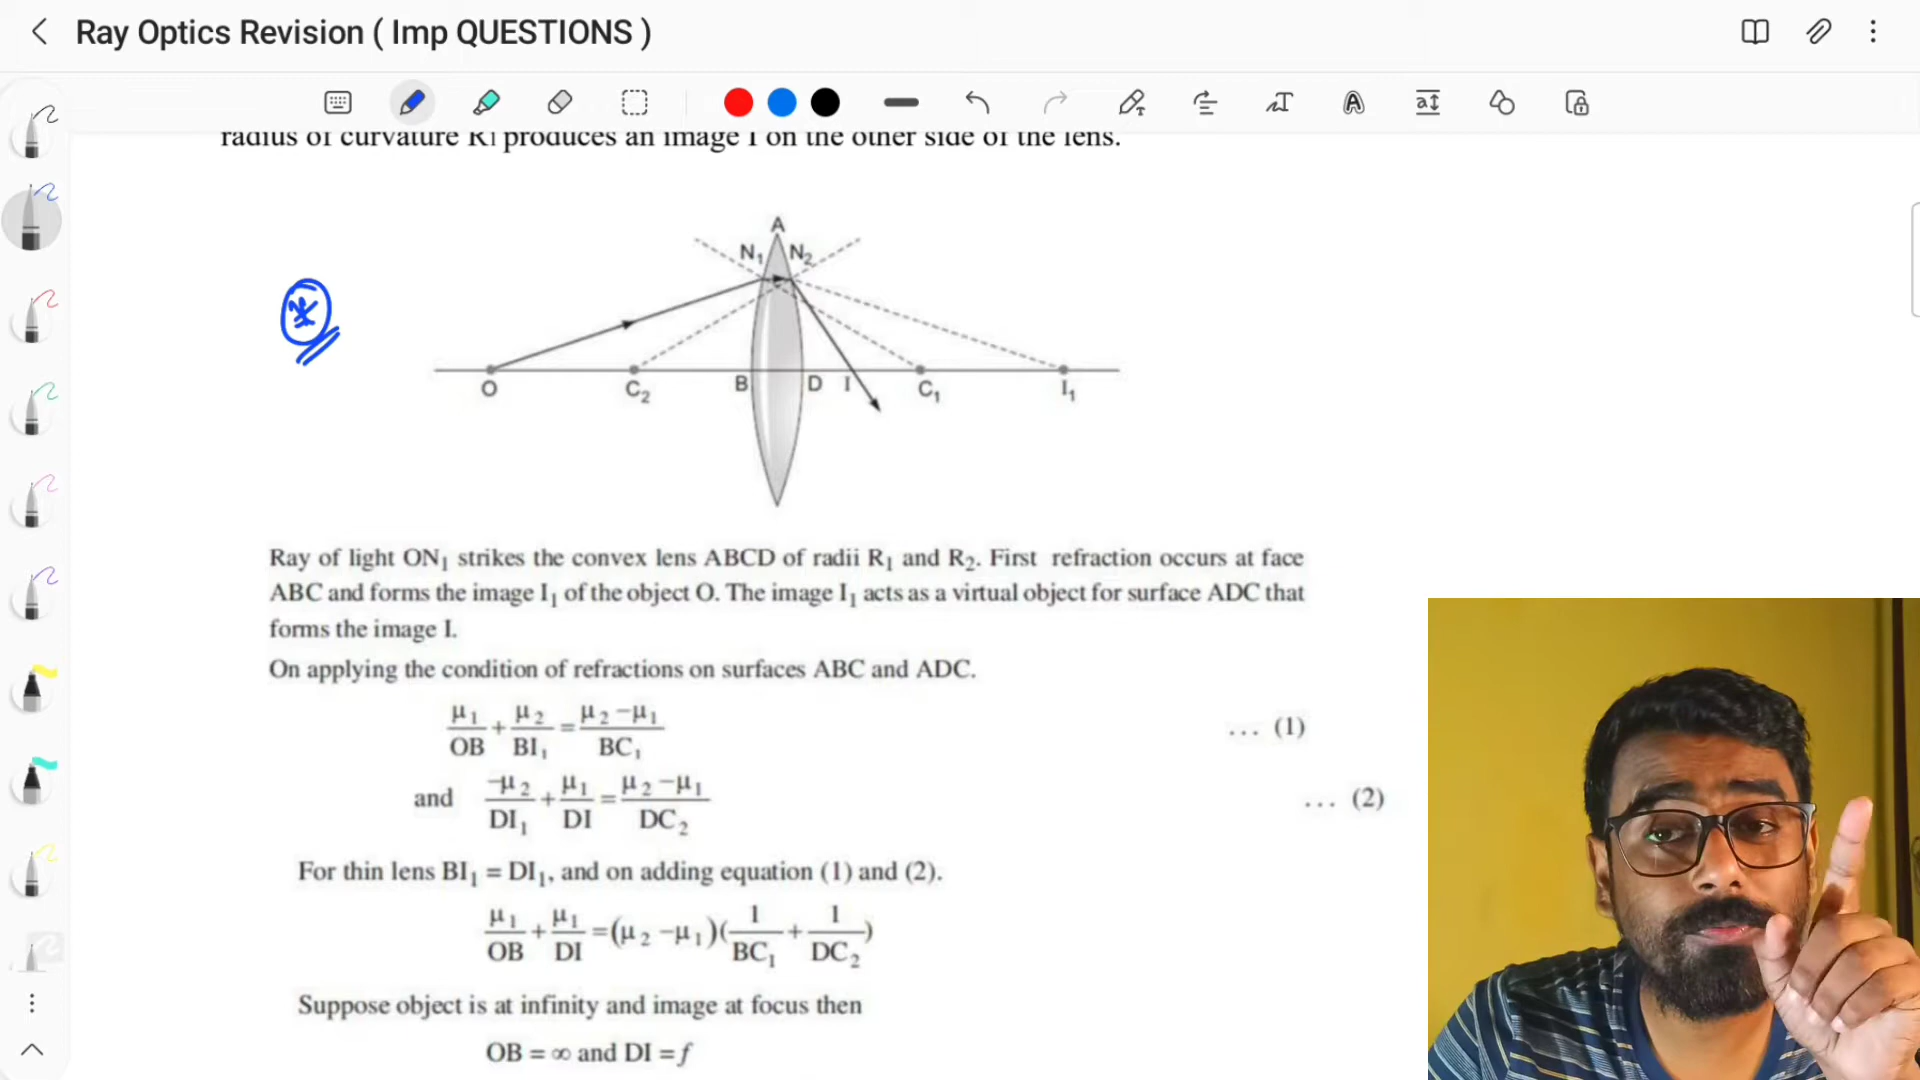 Ray Optics Revision ( Imp QUESTIONS )
radius of curvature R₁ produces an image I on the other side of the lens.
A
N₁ N₂
O C₂ B D I C₁ I₁
Ray of light ON₁ strikes the convex lens ABCD of radii R₁ and R₂. First refraction occurs at face
ABC and forms the image I₁ of the object O. The image I₁ acts as a virtual object for surface ADC that
forms the image I.
On applying the condition of refractions on surfaces ABC and ADC.
μ₁/OB + μ₂/BI₁ = μ₂ −μ₁/BC₁ ... (1)
and −μ₂/DI₁ + μ₁/DI = μ₂ −μ₁/DC₂ ... (2)
For thin lens BI₁ = DI₁, and on adding equation (1) and (2).
μ₁/OB + μ₁/DI = (μ₂ −μ₁)(1/BC₁ + 1/DC₂)
Suppose object is at infinity and image at focus then
OB = ∞ and DI = f